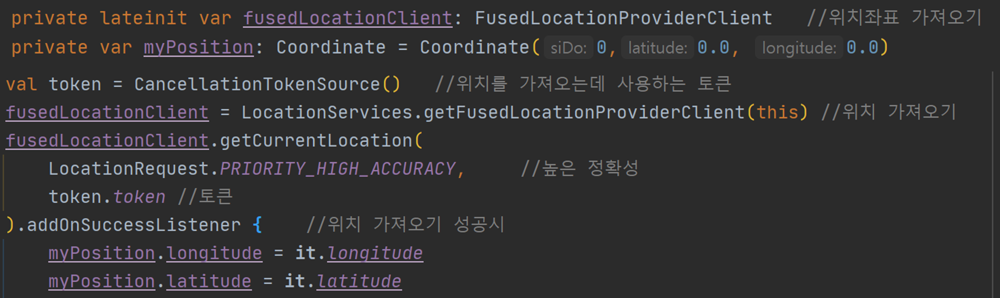 private lateinit var fusedLocationClient: FusedLocationProviderClient //위치좌표 가져오기
private var myPosition: Coordinate = Coordinate( siDo: 0, latitude: 0.0, longitude: 0.0)
val token = CancellationTokenSource() //위치를 가져오는데 사용하는 토큰
fusedLocationClient = LocationServices.getFusedLocationProviderClient(this) //위치 가져오기
fusedLocationClient.getCurrentLocation(
LocationRequest.PRIORITY_HIGH_ACCURACY, //높은 정확성
token.token //토큰
).addOnSuccessListener { //위치 가져오기 성공시
myPosition.longitude = it.longitude
myPosition.latitude = it.latitude